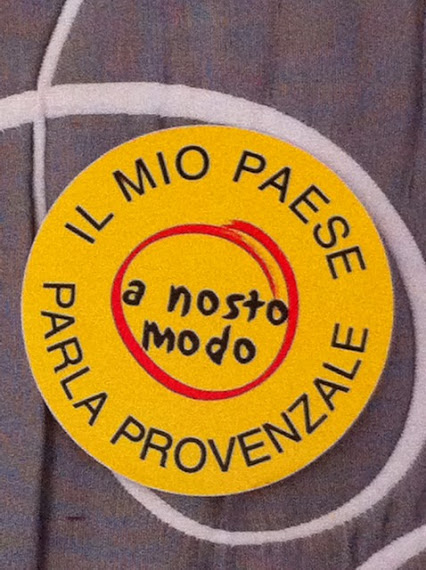 IL MIO PAESE
a nosto
modo
PARLA PROVENZALE